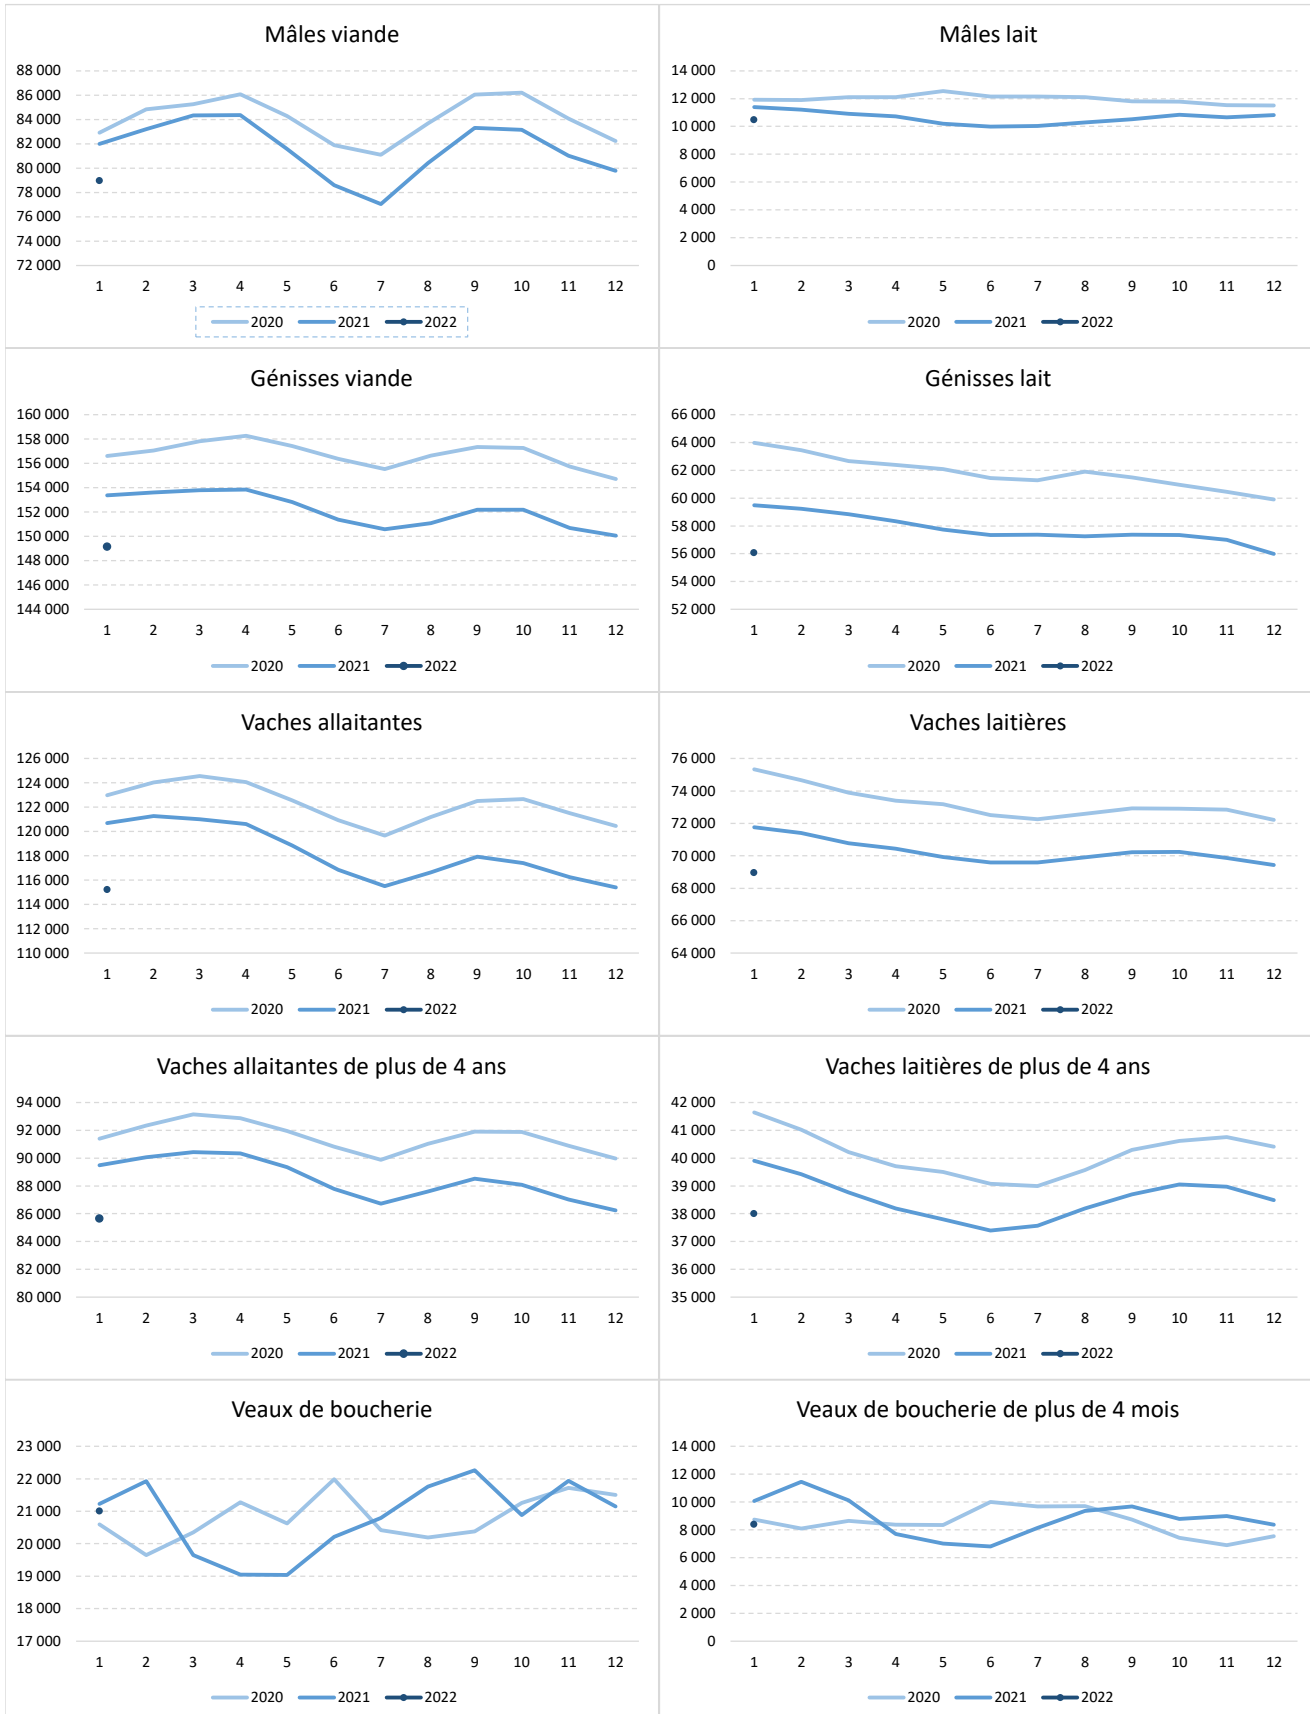 Mâles viande
88 000
86 000
84 000
82 000
80 000
78 000
76 000
74 000
72 000
1 2 3 4 5 6 7 8 9 10 11 12
2020 2021 2022
Mâles lait
14 000
12 000
10 000
8 000
6 000
4 000
2 000
0
1 2 3 4 5 6 7 8 9 10 11 12
2020 2021 2022
Génisses viande
160 000
158 000
156 000
154 000
152 000
150 000
148 000
146 000
144 000
1 2 3 4 5 6 7 8 9 10 11 12
2020 2021 2022
Génisses lait
66 000
64 000
62 000
60 000
58 000
56 000
54 000
52 000
1 2 3 4 5 6 7 8 9 10 11 12
2020 2021 2022
Vaches allaitantes
126 000
124 000
122 000
120 000
118 000
116 000
114 000
112 000
110 000
1 2 3 4 5 6 7 8 9 10 11 12
2020 2021 2022
Vaches laitières
76 000
74 000
72 000
70 000
68 000
66 000
64 000
1 2 3 4 5 6 7 8 9 10 11 12
2020 2021 2022
Vaches allaitantes de plus de 4 ans
94 000
92 000
90 000
88 000
86 000
84 000
82 000
80 000
1 2 3 4 5 6 7 8 9 10 11 12
2020 2021 2022
Vaches laitières de plus de 4 ans
42 000
41 000
40 000
39 000
38 000
37 000
36 000
35 000
1 2 3 4 5 6 7 8 9 10 11 12
2020 2021 2022
Veaux de boucherie
23 000
22 000
21 000
20 000
19 000
18 000
17 000
1 2 3 4 5 6 7 8 9 10 11 12
2020 2021 2022
Veaux de boucherie de plus de 4 mois
14 000
12 000
10 000
8 000
6 000
4 000
2 000
0
1 2 3 4 5 6 7 8 9 10 11 12
2020 2021 2022